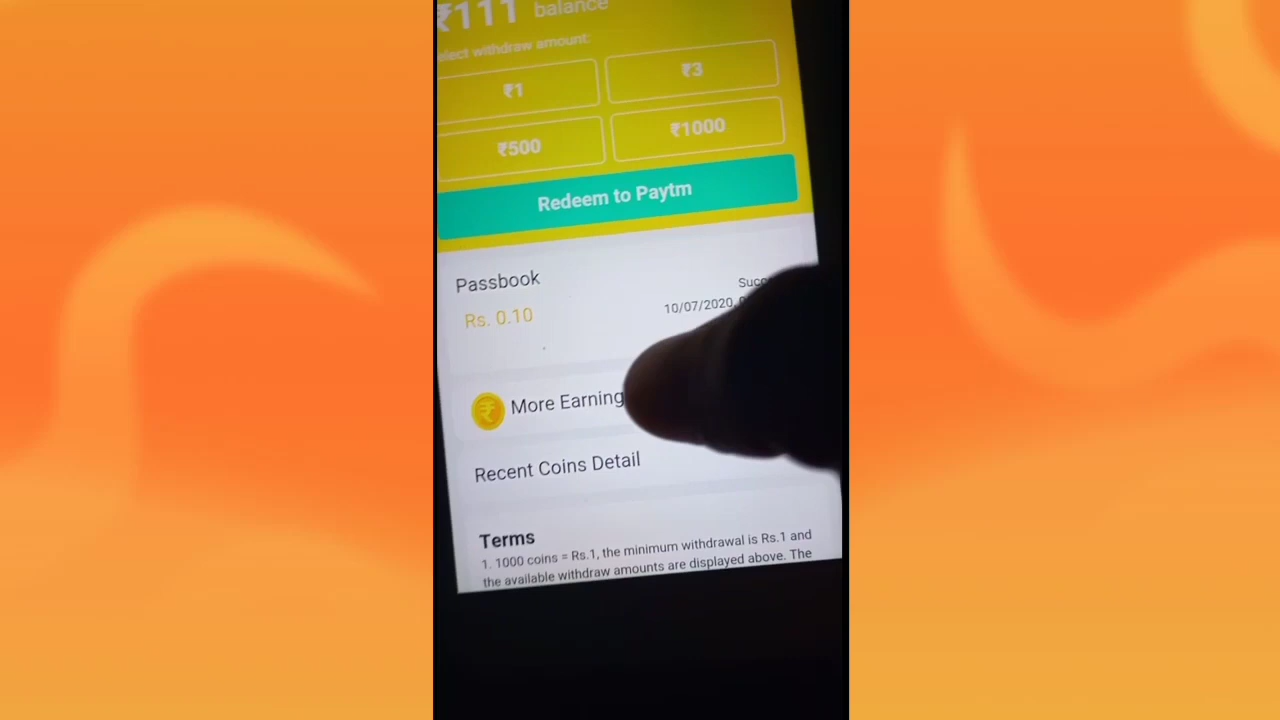 ₹111 balance
elect withdraw amount:
₹1
₹3
₹500
₹1000
Redeem to Paytm
Passbook
Rs. 0.10
Succ
10/07/2020,
More Earning
Recent Coins Detail
Terms
1. 1000 coins = Rs.1, the minimum withdrawal is Rs.1 and
the available withdraw amounts are displayed above. The